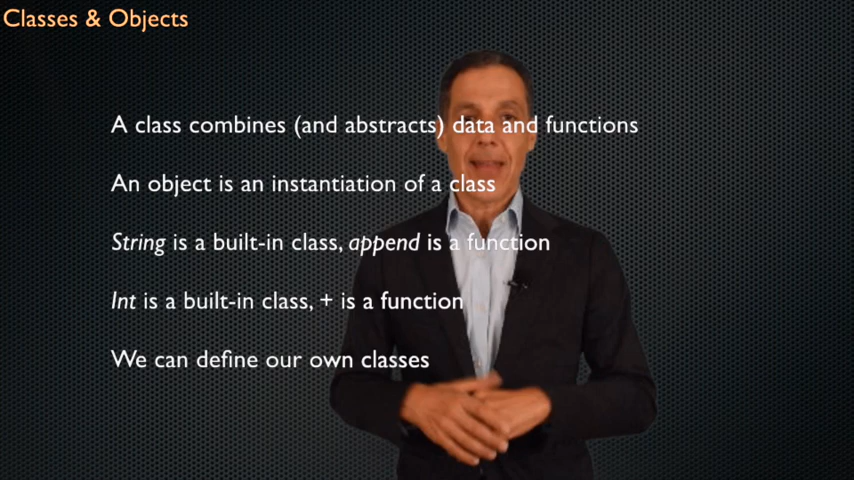 Classes & Objects
A class combines (and abstracts) data and functions
An object is an instantiation of a class
String is a built-in class, append is a function
Int is a built-in class, + is a function
We can define our own classes